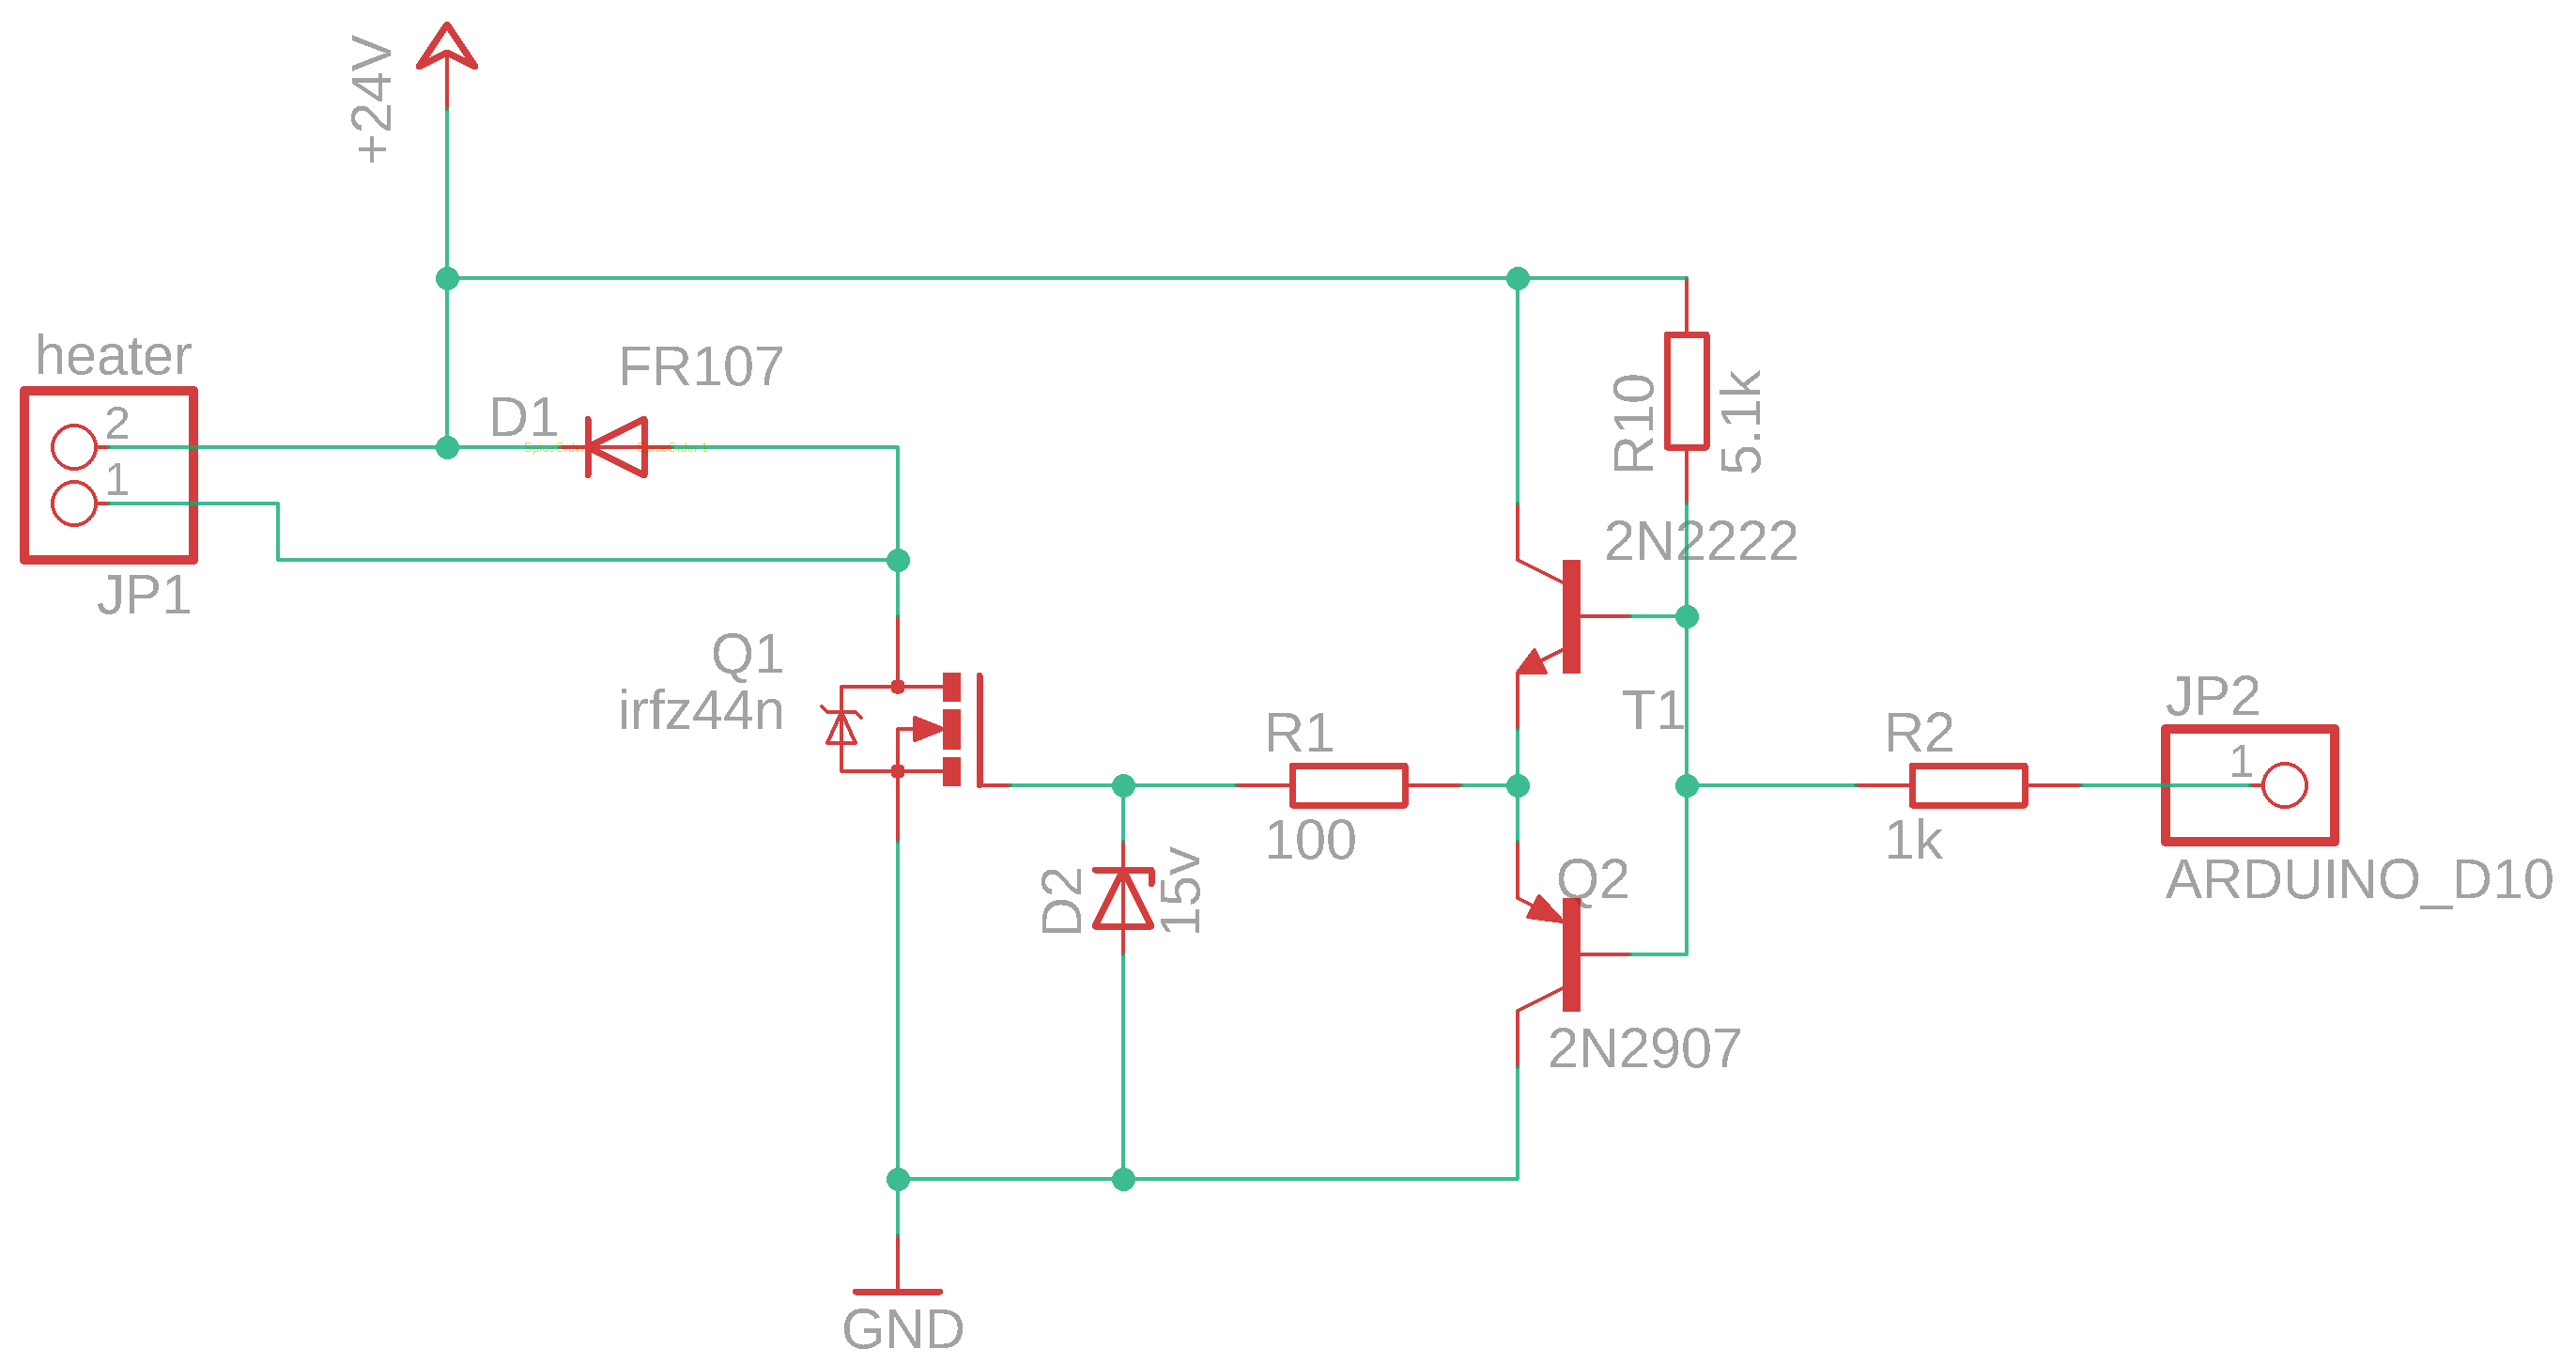 +24V
heater
2
1
JP1
D1
FR107
Q1
irfz44n
R10
5.1k
2N2222
T1
R1
100
D2
15v
Q2
2N2907
R2
1k
JP2
1
ARDUINO_D10
GND